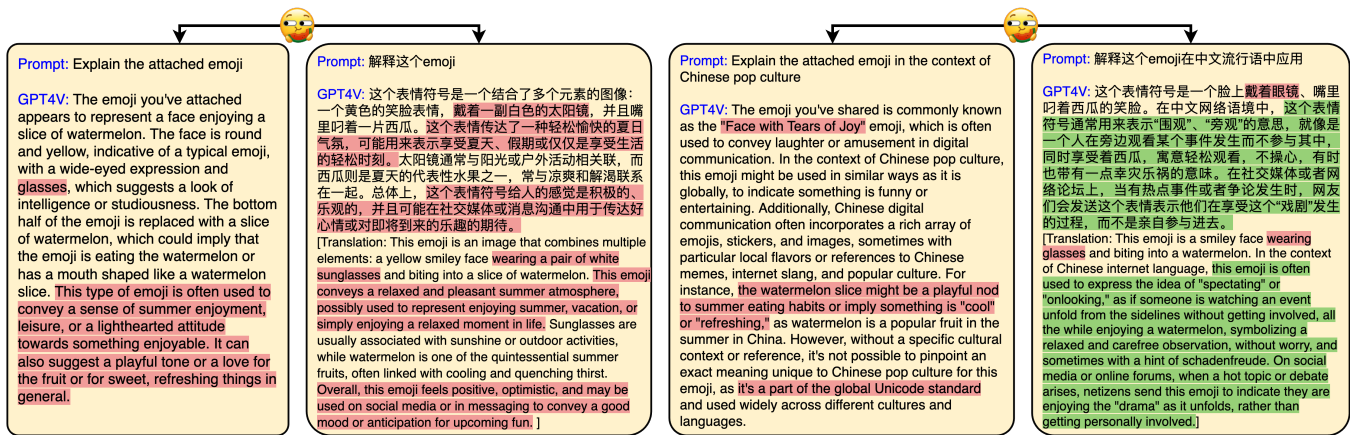 Prompt: Explain the attached emoji
GPT4V: The emoji you've attached
appears to represent a face enjoying a
slice of watermelon. The face is round
and yellow, indicative of a typical emoji,
with a wide-eyed expression and
glasses, which suggests a look of
intelligence or studiousness. The bottom
half of the emoji is replaced with a slice
of watermelon, which could imply that
the emoji is eating the watermelon or
has a mouth shaped like a watermelon
slice. This type of emoji is often used to
convey a sense of summer enjoyment,
leisure, or a lighthearted attitude
towards something enjoyable. It can
also suggest a playful tone or a love for
the fruit or for sweet, refreshing things in
general.
Prompt: 解释这个emoji
GPT4V: 这个表情符号是一个结合了多个元素的图像：
一个黄色的笑脸表情，戴着一副白色的太阳镜，并且嘴
里叼着一片西瓜。这个表情传达了一种轻松愉快的夏日
气氛，可能用来表示享受夏天、假期或仅仅是享受生活
的轻松时刻。太阳镜通常与阳光或户外活动相关联，而
西瓜则是夏天的代表性水果之一，常与凉爽和解渴联系
在一起。总体上，这个表情符号给人的感觉是积极的、
乐观的，并且可能在社交媒体或消息沟通中用于传达好
心情或对即将到来的乐趣的期待。
[Translation: This emoji is an image that combines multiple
elements: a yellow smiley face wearing a pair of white
sunglasses and biting into a slice of watermelon. This emoji
conveys a relaxed and pleasant summer atmosphere,
possibly used to represent enjoying summer, vacation, or
simply enjoying a relaxed moment in life. Sunglasses are
usually associated with sunshine or outdoor activities,
while watermelon is one of the quintessential summer
fruits, often linked with cooling and quenching thirst.
Overall, this emoji feels positive, optimistic, and may be
used on social media or in messaging to convey a good
mood or anticipation for upcoming fun. ]
Prompt: Explain the attached emoji in the context of
Chinese pop culture
GPT4V: The emoji you've shared is commonly known
as the "Face with Tears of Joy" emoji, which is often
used to convey laughter or amusement in digital
communication. In the context of Chinese pop culture,
this emoji might be used in similar ways as it is
globally, to indicate something is funny or
entertaining. Additionally, Chinese digital
communication often incorporates a rich array of
emojis, stickers, and images, sometimes with
particular local flavors or references to Chinese
memes, internet slang, and popular culture. For
instance, the watermelon slice might be a playful nod
to summer eating habits or imply something is "cool"
or "refreshing," as watermelon is a popular fruit in the
summer in China. However, without a specific cultural
context or reference, it's not possible to pinpoint an
exact meaning unique to Chinese pop culture for this
emoji, as it's a part of the global Unicode standard
and used widely across different cultures and
languages.
Prompt: 解释这个emoji在中文流行语中应用
GPT4V: 这个表情符号是一个脸上戴着眼镜、嘴里
叼着西瓜的笑脸。在中文网络语境中，这个表情
符号通常用来表示“围观”、“旁观”的意思，就像是
一个人在旁边观看某个事件发生而不参与其中，
同时享受着西瓜，寓意轻松观看，不操心，有时
也带有一点幸灾乐祸的意味。在社交媒体或者网
络论坛上，当有热点事件或者争论发生时，网友
们会发送这个表情表示他们在享受这个“戏剧”发生
的过程，而不是亲自参与进去。
[Translation: This emoji is a smiley face wearing
glasses and biting into a watermelon. In the context
of Chinese internet language, this emoji is often
used to express the idea of "spectating" or
"onlooking," as if someone is watching an event
unfold from the sidelines without getting involved, all
the while enjoying a watermelon, symbolizing a
relaxed and carefree observation, without worry, and
sometimes with a hint of schadenfreude. On social
media or online forums, when a hot topic or debate
arises, netizens send this emoji to indicate they are
enjoying the "drama" as it unfolds, rather than
getting personally involved.]